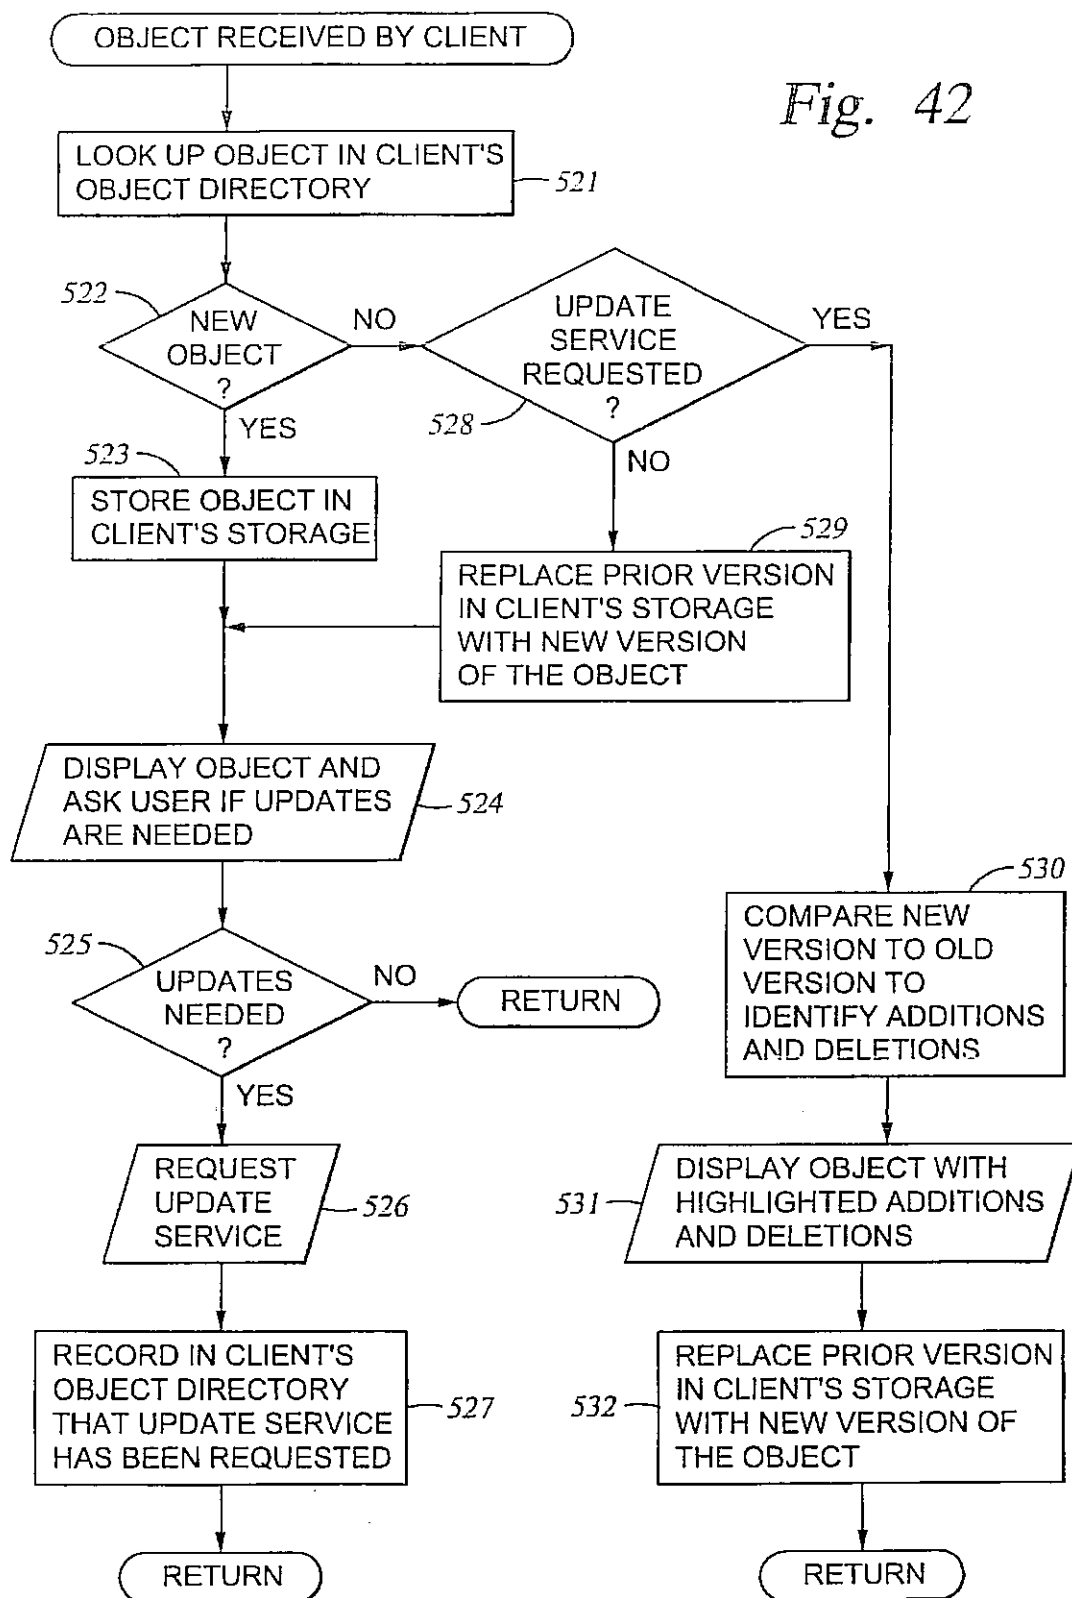 OBJECT RECEIVED BY CLIENT
Fig. 42
LOOK UP OBJECT IN CLIENT'S
OBJECT DIRECTORY
521
522
NEW
OBJECT
?
NO
YES
UPDATE
SERVICE
REQUESTED
?
528
YES
NO
523
STORE OBJECT IN
CLIENT'S STORAGE
529
REPLACE PRIOR VERSION
IN CLIENT'S STORAGE
WITH NEW VERSION
OF THE OBJECT
DISPLAY OBJECT AND
ASK USER IF UPDATES
ARE NEEDED
524
525
UPDATES
NEEDED
?
NO
RETURN
YES
530
COMPARE NEW
VERSION TO OLD
VERSION TO
IDENTIFY ADDITIONS
AND DELETIONS
REQUEST
UPDATE
SERVICE
526
531
DISPLAY OBJECT WITH
HIGHLIGHTED ADDITIONS
AND DELETIONS
RECORD IN CLIENT'S
OBJECT DIRECTORY
THAT UPDATE SERVICE
HAS BEEN REQUESTED
527
532
REPLACE PRIOR VERSION
IN CLIENT'S STORAGE
WITH NEW VERSION OF
THE OBJECT
RETURN
RETURN